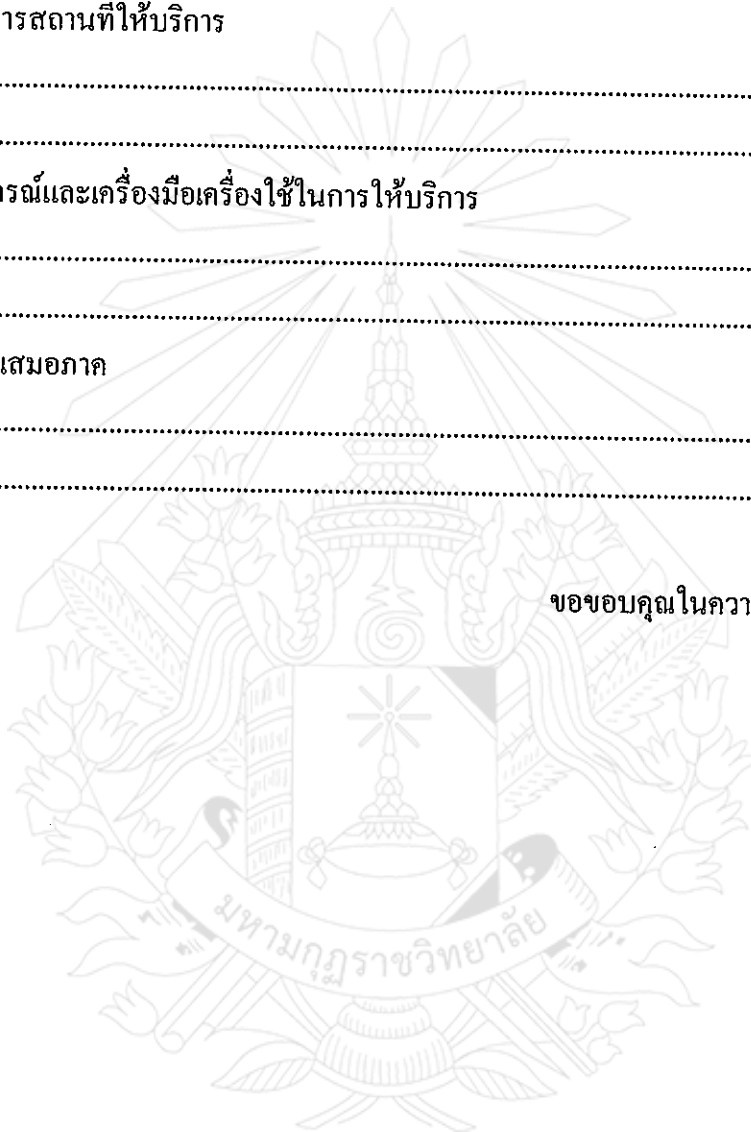 ารสถานที่ให้บริการ
................................................................................
................................................................................
ารณ์และเครื่องมือเครื่องใช้ในการให้บริการ
................................................................................
................................................................................
เสมอภาค
................................................................................
................................................................................
ขอขอบคุณในควา
มหามกุฏราชวิทยาลัย